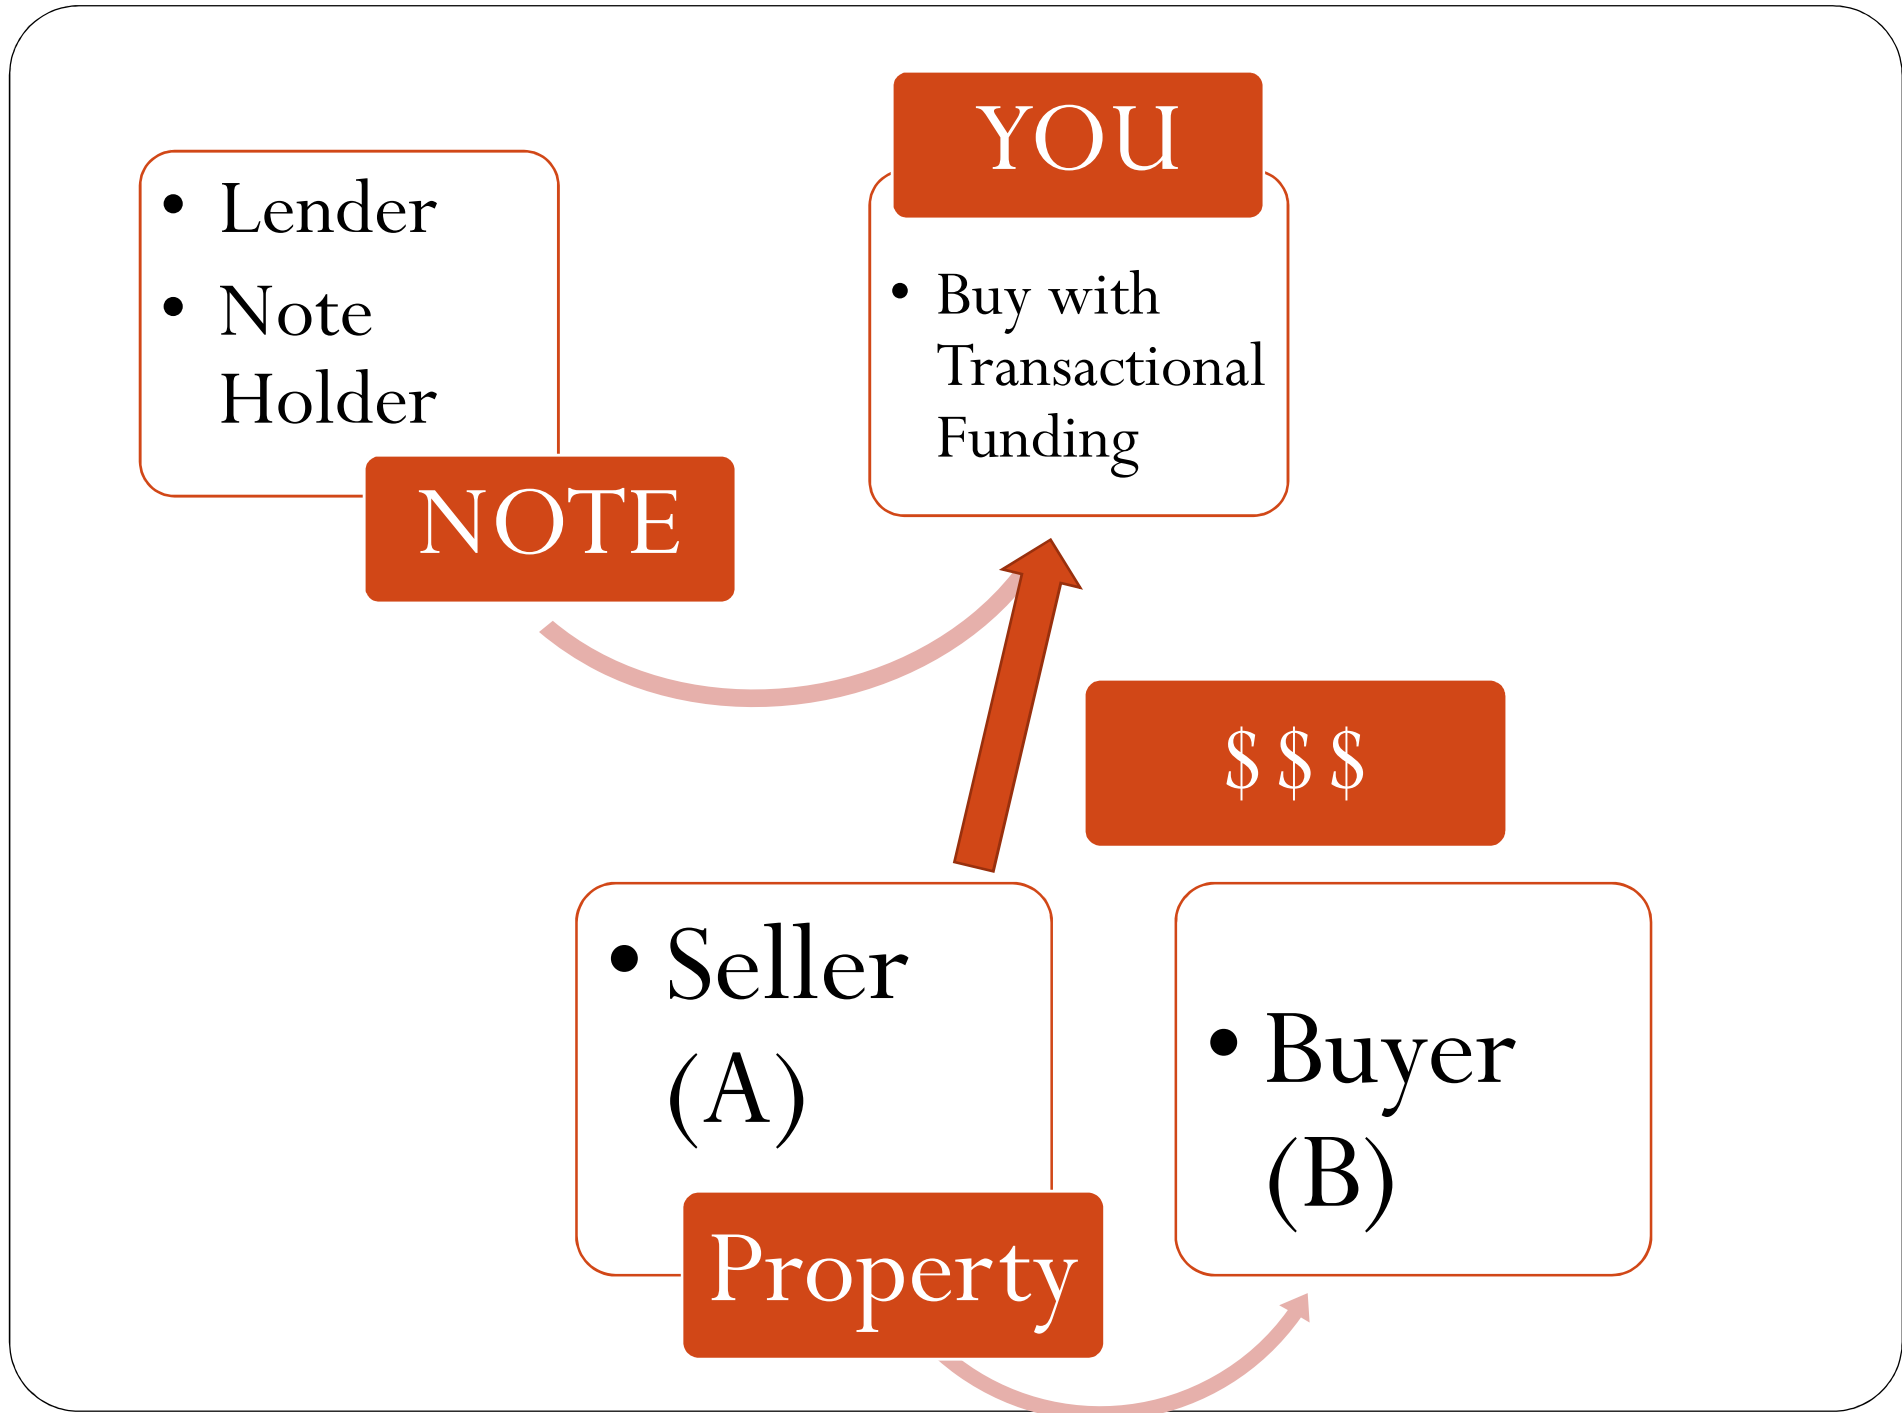 • Lender
• Note
Holder
NOTE
YOU
• Buy with
Transactional
Funding
$$$
• Seller
(A)
Property
• Buyer
(B)